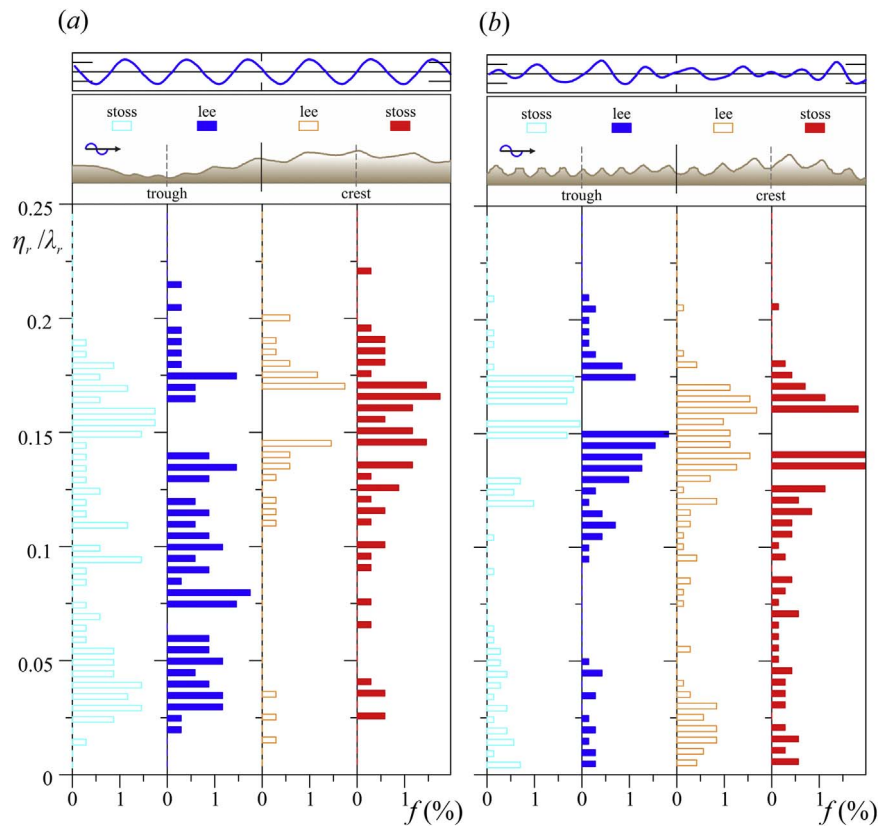 (a)
(b)
stoss lee lee stoss
stoss lee lee stoss
trough crest
trough crest
0.25
ηr /λr
0.2
0.15
0.1
0.05
0
0 1 0 1 0 1 0 1 f (%)
0 1 0 1 0 1 0 1 f (%)